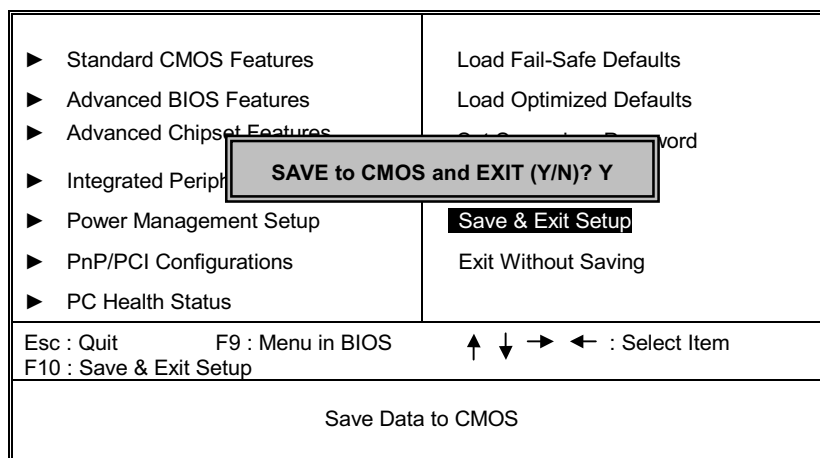 ► Standard CMOS Features
► Advanced BIOS Features
► Advanced Chipset Features
► Integrated
► Power Management Setup
► PnP/PCI Configurations
► PC Health Status
Load Fail-Safe Defaults
Load Optimized Defaults
SAVE to CMOS and EXIT (Y/N)? Y
Save & Exit Setup
Exit Without Saving
Esc : Quit F9 : Menu in BIOS ↑ ↓ → ← : Select Item
F10 : Save & Exit Setup
Save Data to CMOS